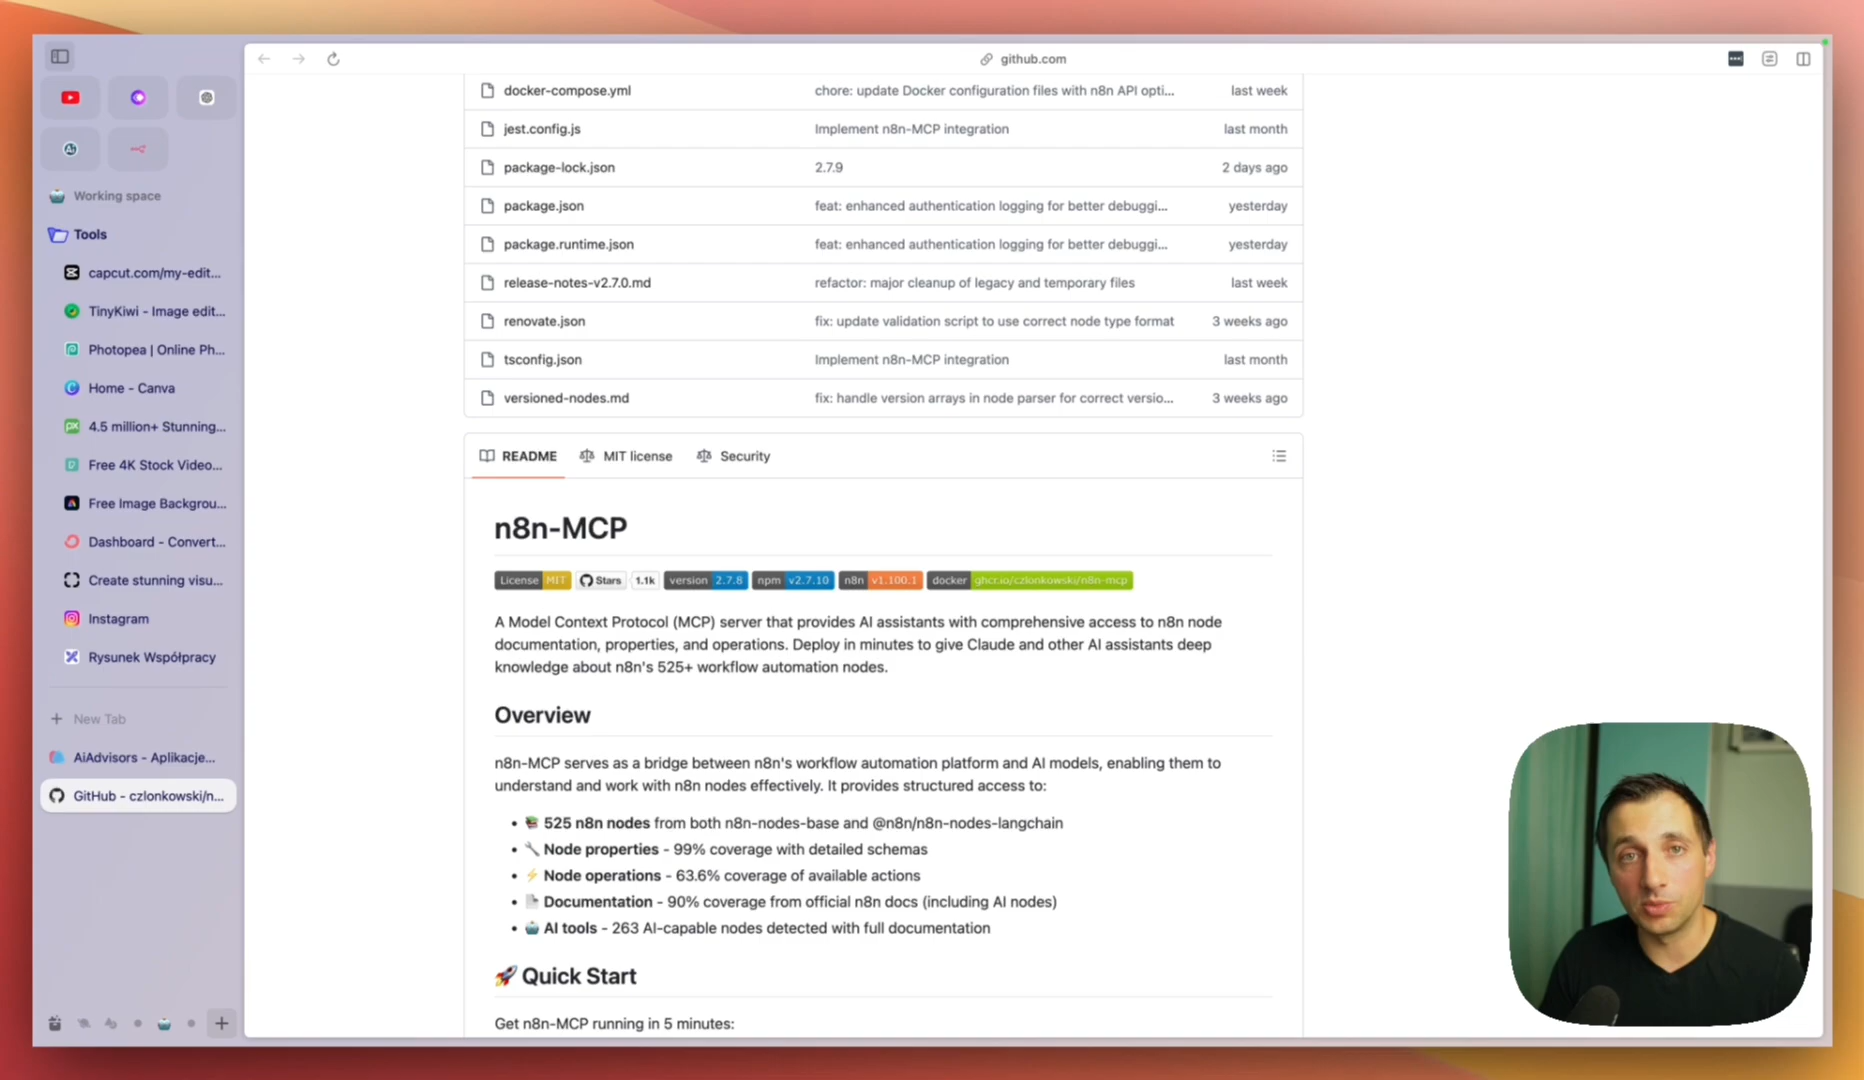 github.com
Working space
Tools
capcut.com/my-edit...
TinyKiwi - Image edit...
Photopea | Online Ph...
Home - Canva
4.5 million+ Stunning...
Free 4K Stock Video...
Free Image Backgrou...
Dashboard - Convert...
Create stunning visu...
Instagram
Rysunek Współpracy
New Tab
AiAdvisors - Aplikacje...
GitHub - czlonkowski/n...
docker-compose.yml chore: update Docker configuration files with n8n API opti... last week
jest.config.js Implement n8n-MCP integration last month
package-lock.json 2.7.9 2 days ago
package.json feat: enhanced authentication logging for better debuggi... yesterday
package.runtime.json feat: enhanced authentication logging for better debuggi... yesterday
release-notes-v2.7.0.md refactor: major cleanup of legacy and temporary files last week
renovate.json fix: update validation script to use correct node type format 3 weeks ago
tsconfig.json Implement n8n-MCP integration last month
versioned-nodes.md fix: handle version arrays in node parser for correct versio... 3 weeks ago
README MIT license Security
n8n-MCP
License MIT Stars 1.1k version 2.7.8 npm v2.7.10 n8n v1.100.1 docker ghcr.io/czlonkowski/n8n-mcp
A Model Context Protocol (MCP) server that provides AI assistants with comprehensive access to n8n node
documentation, properties, and operations. Deploy in minutes to give Claude and other AI assistants deep
knowledge about n8n's 525+ workflow automation nodes.
Overview
n8n-MCP serves as a bridge between n8n's workflow automation platform and AI models, enabling them to
understand and work with n8n nodes effectively. It provides structured access to:
• 📚 525 n8n nodes from both n8n-nodes-base and @n8n/n8n-nodes-langchain
• 🔧 Node properties - 99% coverage with detailed schemas
• ⚡ Node operations - 63.6% coverage of available actions
• 📄 Documentation - 90% coverage from official n8n docs (including AI nodes)
• 🤖 AI tools - 263 AI-capable nodes detected with full documentation
🚀 Quick Start
Get n8n-MCP running in 5 minutes: